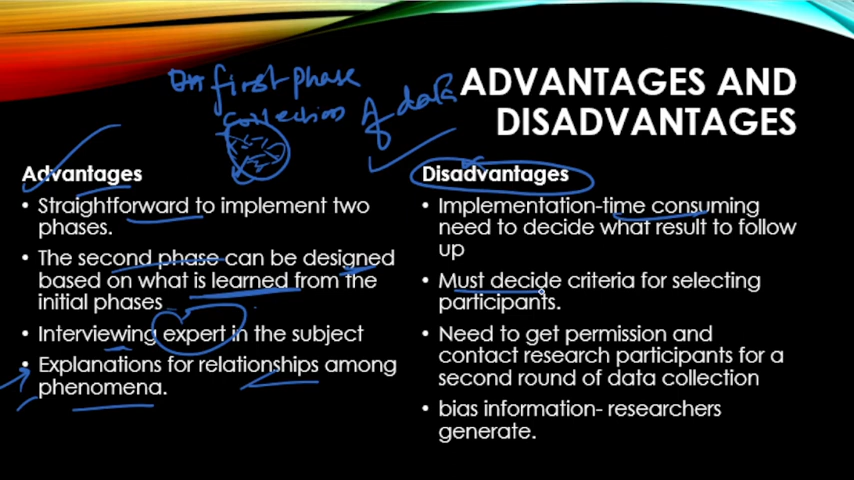 ADVANTAGES AND
DISADVANTAGES
first phase
collection of data
Advantages
• Straightforward to implement two
phases.
• The second phase can be designed
based on what is learned from the
initial phases
• Interviewing expert in the subject
• Explanations for relationships among
phenomena.
Disadvantages
• Implementation-time consuming
need to decide what result to follow
up
• Must decide criteria for selecting
participants.
• Need to get permission and
contact research participants for a
second round of data collection
• bias information- researchers
generate.